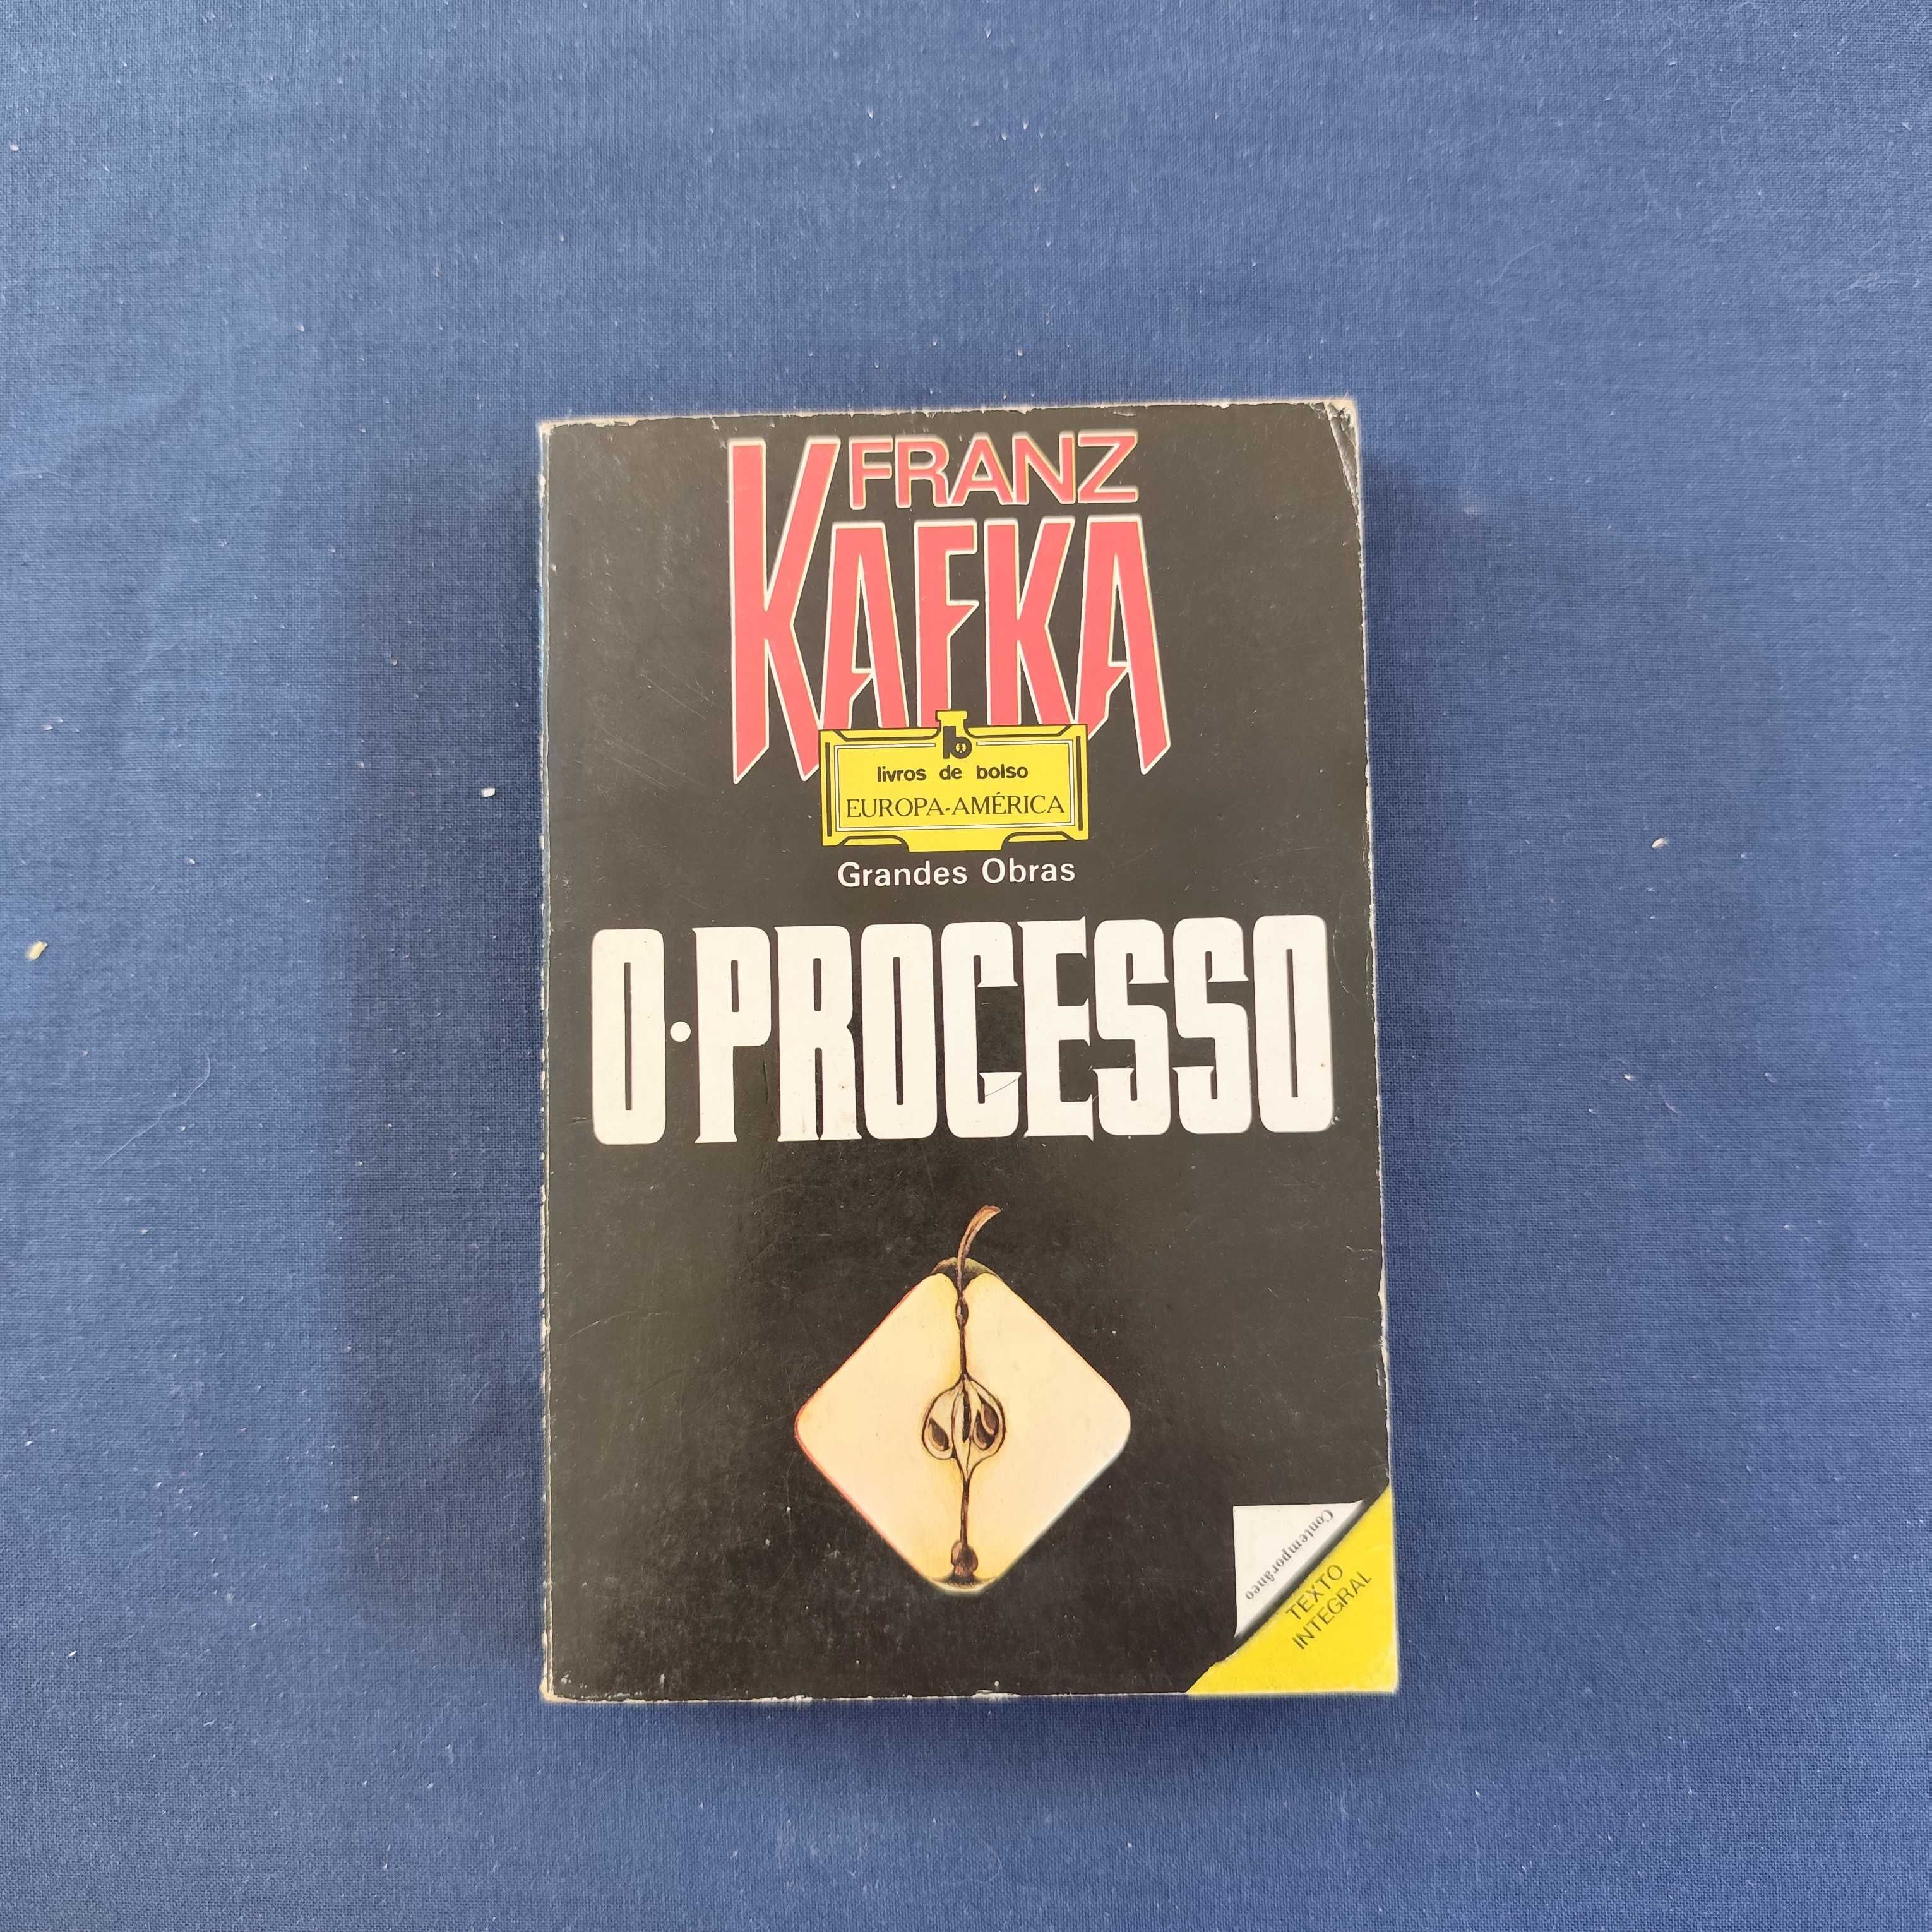 FRANZ
KAFKA
livros de bolso
EUROPA-AMÉRICA
Grandes Obras
O·PROCESSO
Contemporâneo
TEXTO
INTEGRAL